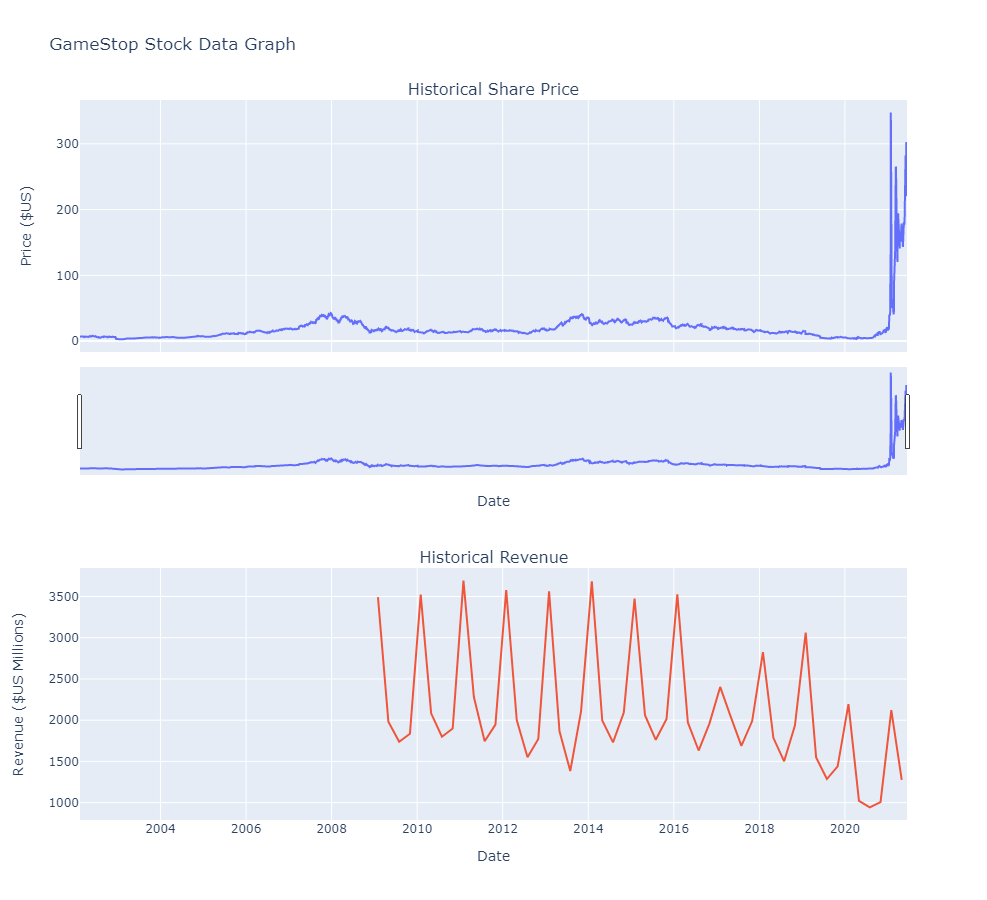 GameStop Stock Data Graph
Historical Share Price
Price ($US)
300
200
100
0
Date
Historical Revenue
Revenue ($US Millions)
3500
3000
2500
2000
1500
1000
2004 2006 2008 2010 2012 2014 2016 2018 2020
Date